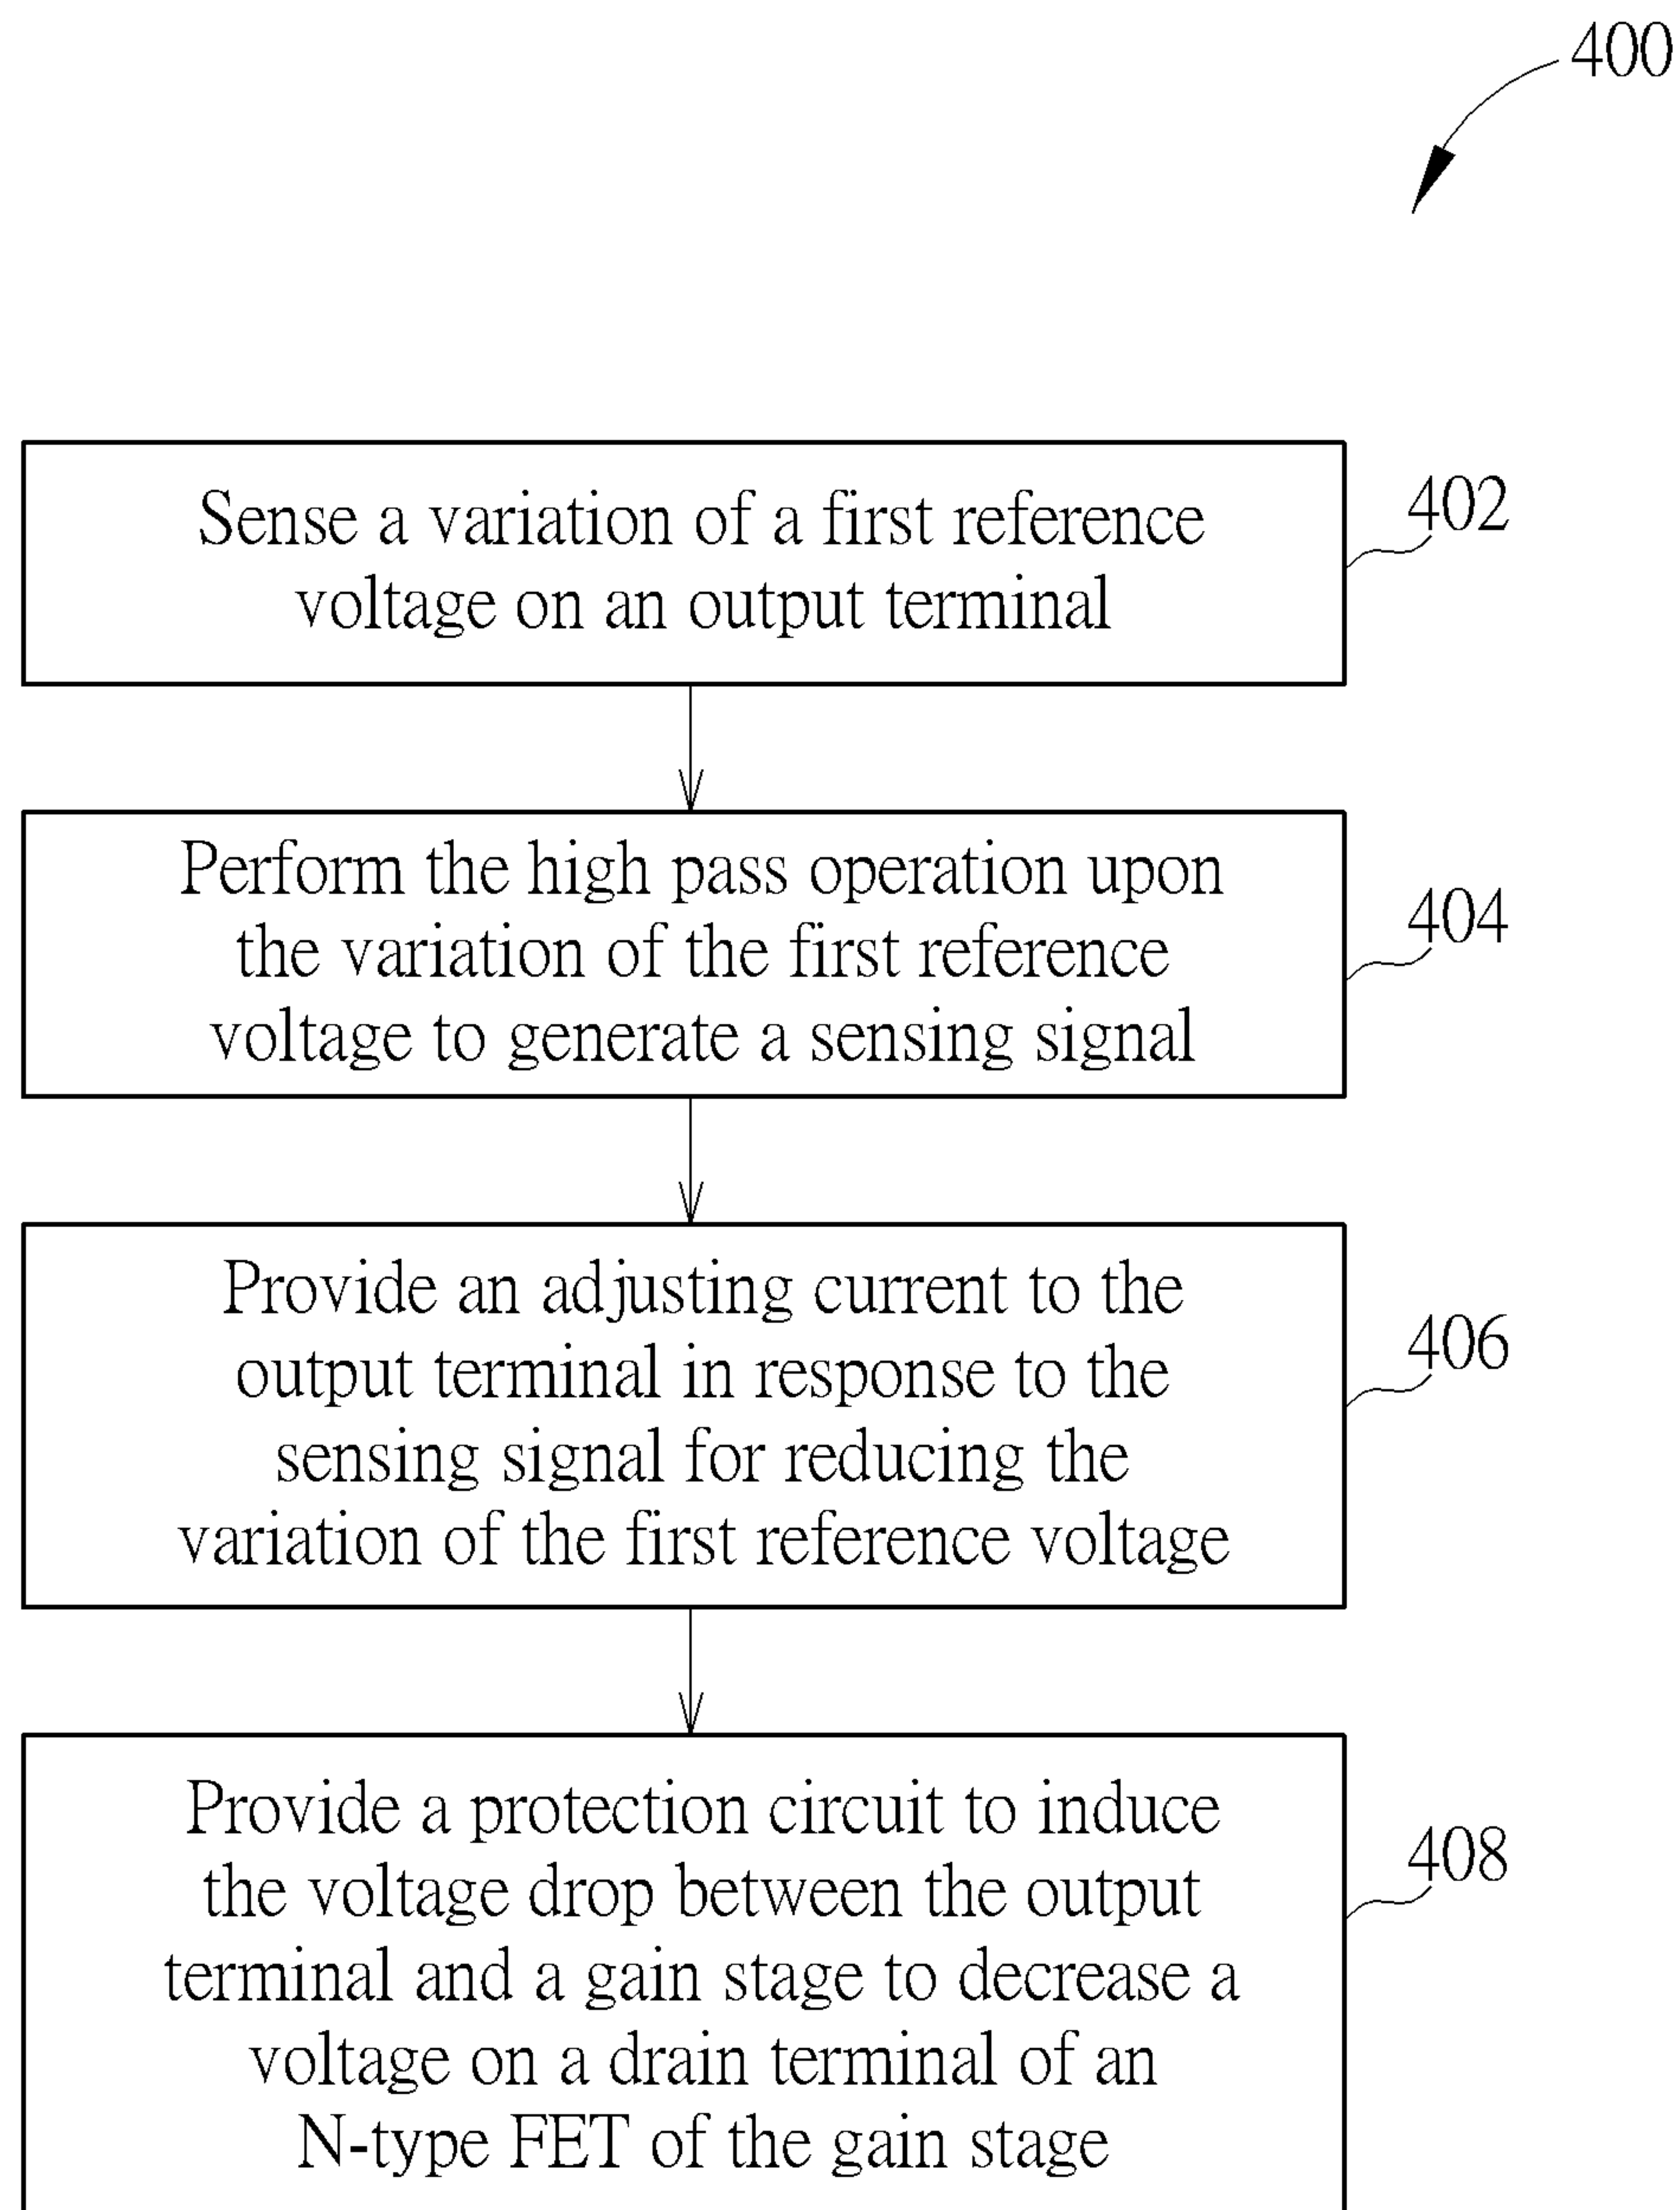 400
Sense a variation of a first reference
voltage on an output terminal
402
Perform the high pass operation upon
the variation of the first reference
voltage to generate a sensing signal
404
Provide an adjusting current to the
output terminal in response to the
sensing signal for reducing the
variation of the first reference voltage
406
Provide a protection circuit to induce
the voltage drop between the output
terminal and a gain stage to decrease a
voltage on a drain terminal of an
N-type FET of the gain stage
408